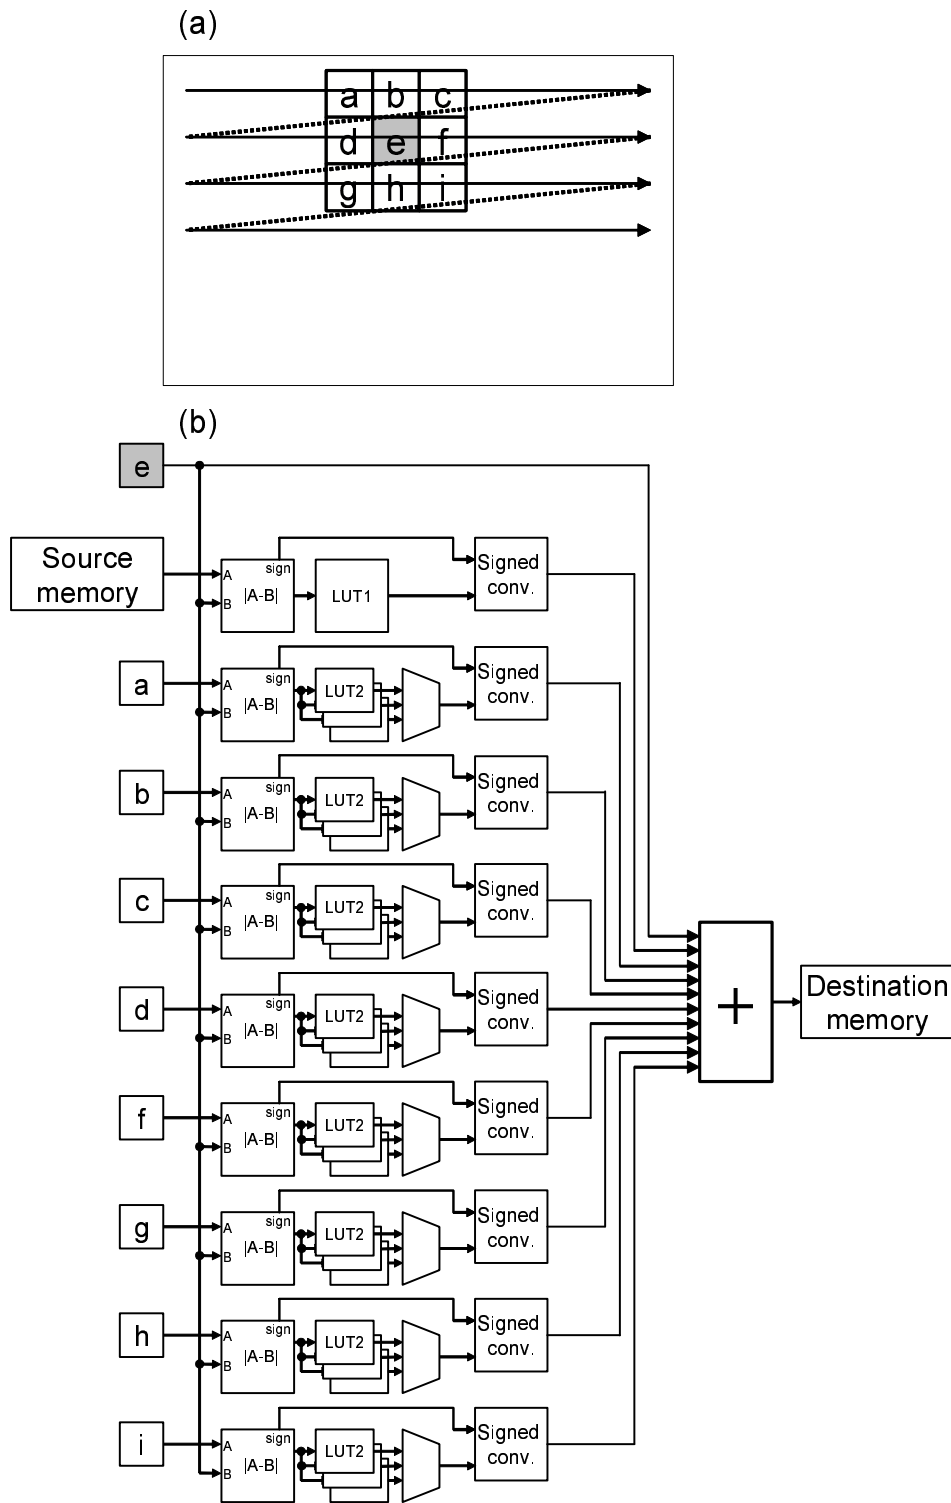 (a)
a b c
d e f
g h i
(b)
e
Source
memory
A
B
sign
|A-B|
LUT1
Signed
conv.
a
A
B
sign
|A-B|
LUT2
Signed
conv.
b
A
B
sign
|A-B|
LUT2
Signed
conv.
c
A
B
sign
|A-B|
LUT2
Signed
conv.
d
A
B
sign
|A-B|
LUT2
Signed
conv.
+
Destination
memory
f
A
B
sign
|A-B|
LUT2
Signed
conv.
g
A
B
sign
|A-B|
LUT2
Signed
conv.
h
A
B
sign
|A-B|
LUT2
Signed
conv.
i
A
B
sign
|A-B|
LUT2
Signed
conv.